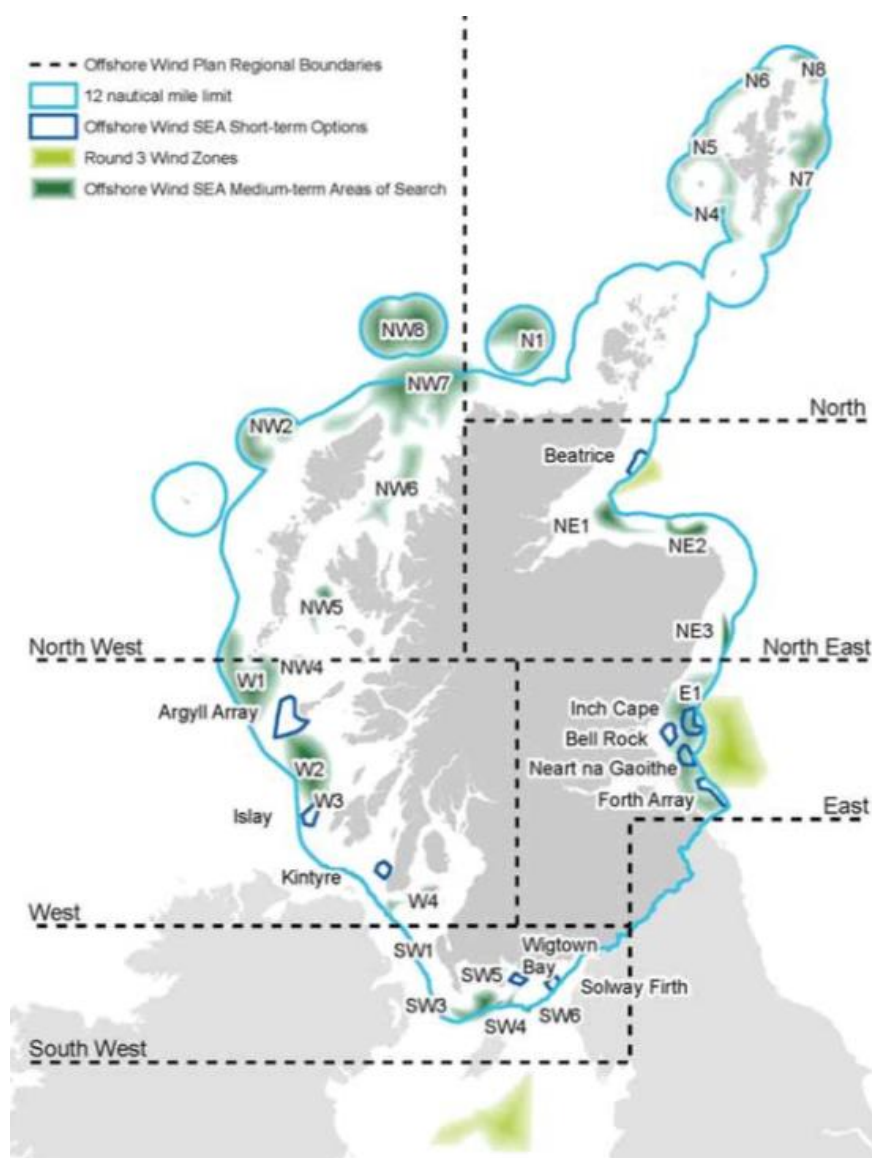 Offshore Wind Plan Regional Boundaries
12 nautical mile limit
Offshore Wind SEA Short-term Options
Round 3 Wind Zones
Offshore Wind SEA Medium-term Areas of Search
N8
N6
N5
N7
N4
NW8
N1
NW7
North
NW2
Beatrice
NW6
NE1
NE2
NW5
NE3
North West
North East
NW4
W1
E1
Argyll Array
Inch Cape
Bell Rock
W2
Neart na Gaoithe
W3
Forth Array
East
Islay
Kintyre
W4
West
SW1
Wigtown
Bay
SW5
Solway Firth
SW3
SW4
SW6
South West